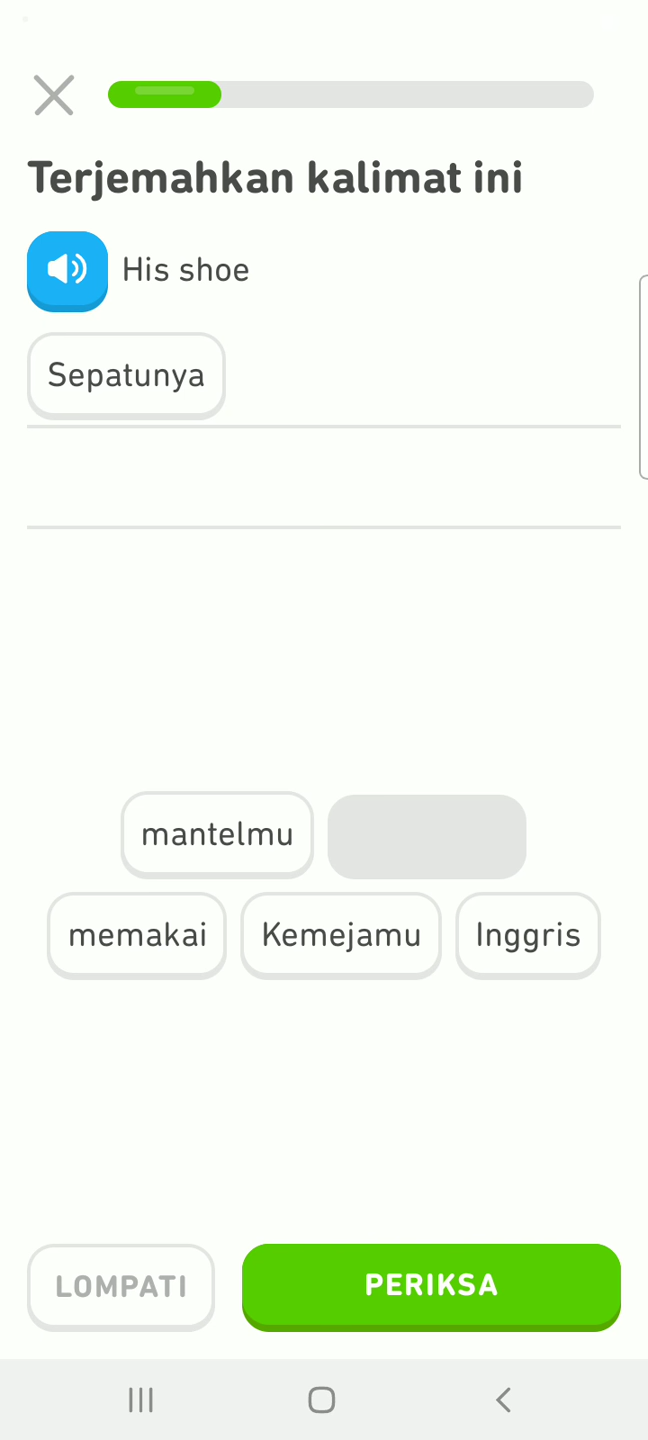 Terjemahkan kalimat ini
His shoe
Sepatunya
mantelmu
memakai Kemejamu Inggris
LOMPATI PERIKSA